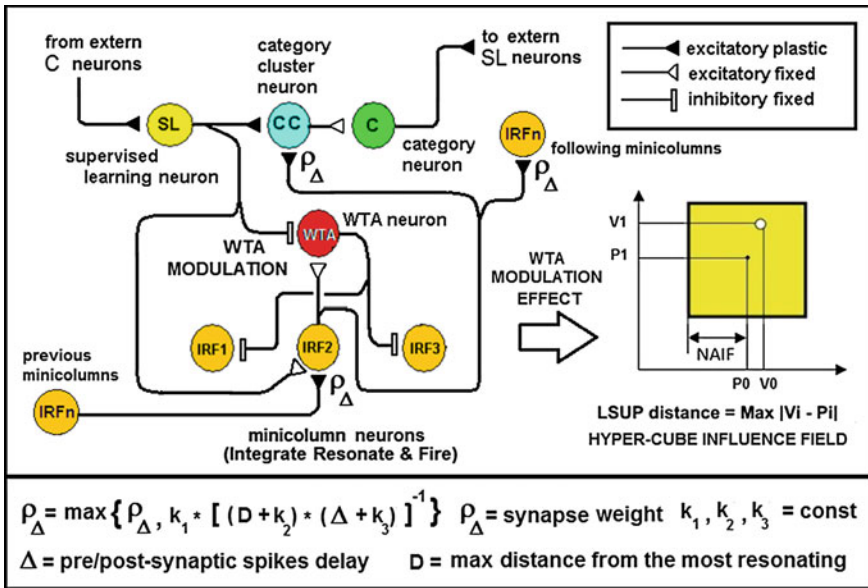 from extern
C neurons
category
cluster
neuron
to extern
SL neurons
excitatory plastic
excitatory fixed
inhibitory fixed
SL
CC
C
IRFn
supervised
learning neuron
ρΔ
category
neuron
ρΔ
following minicolumns
WTA
WTA neuron
WTA
MODULATION
WTA
MODULATION
EFFECT
V1
P1
NAIF
P0 V0
IRF1
IRF2
IRF3
previous
minicolumns
IRFn
ρΔ
minicolumn neurons
(Integrate Resonate & Fire)
LSUP distance = Max |Vi - Pi|
HYPER-CUBE INFLUENCE FIELD
ρΔ = max{ρΔ, k1 * [(D+k2) * (Δ+k3)]^-1} ρΔ = synapse weight k1, k2, k3 = const
Δ = pre/post-synaptic spikes delay D = max distance from the most resonating